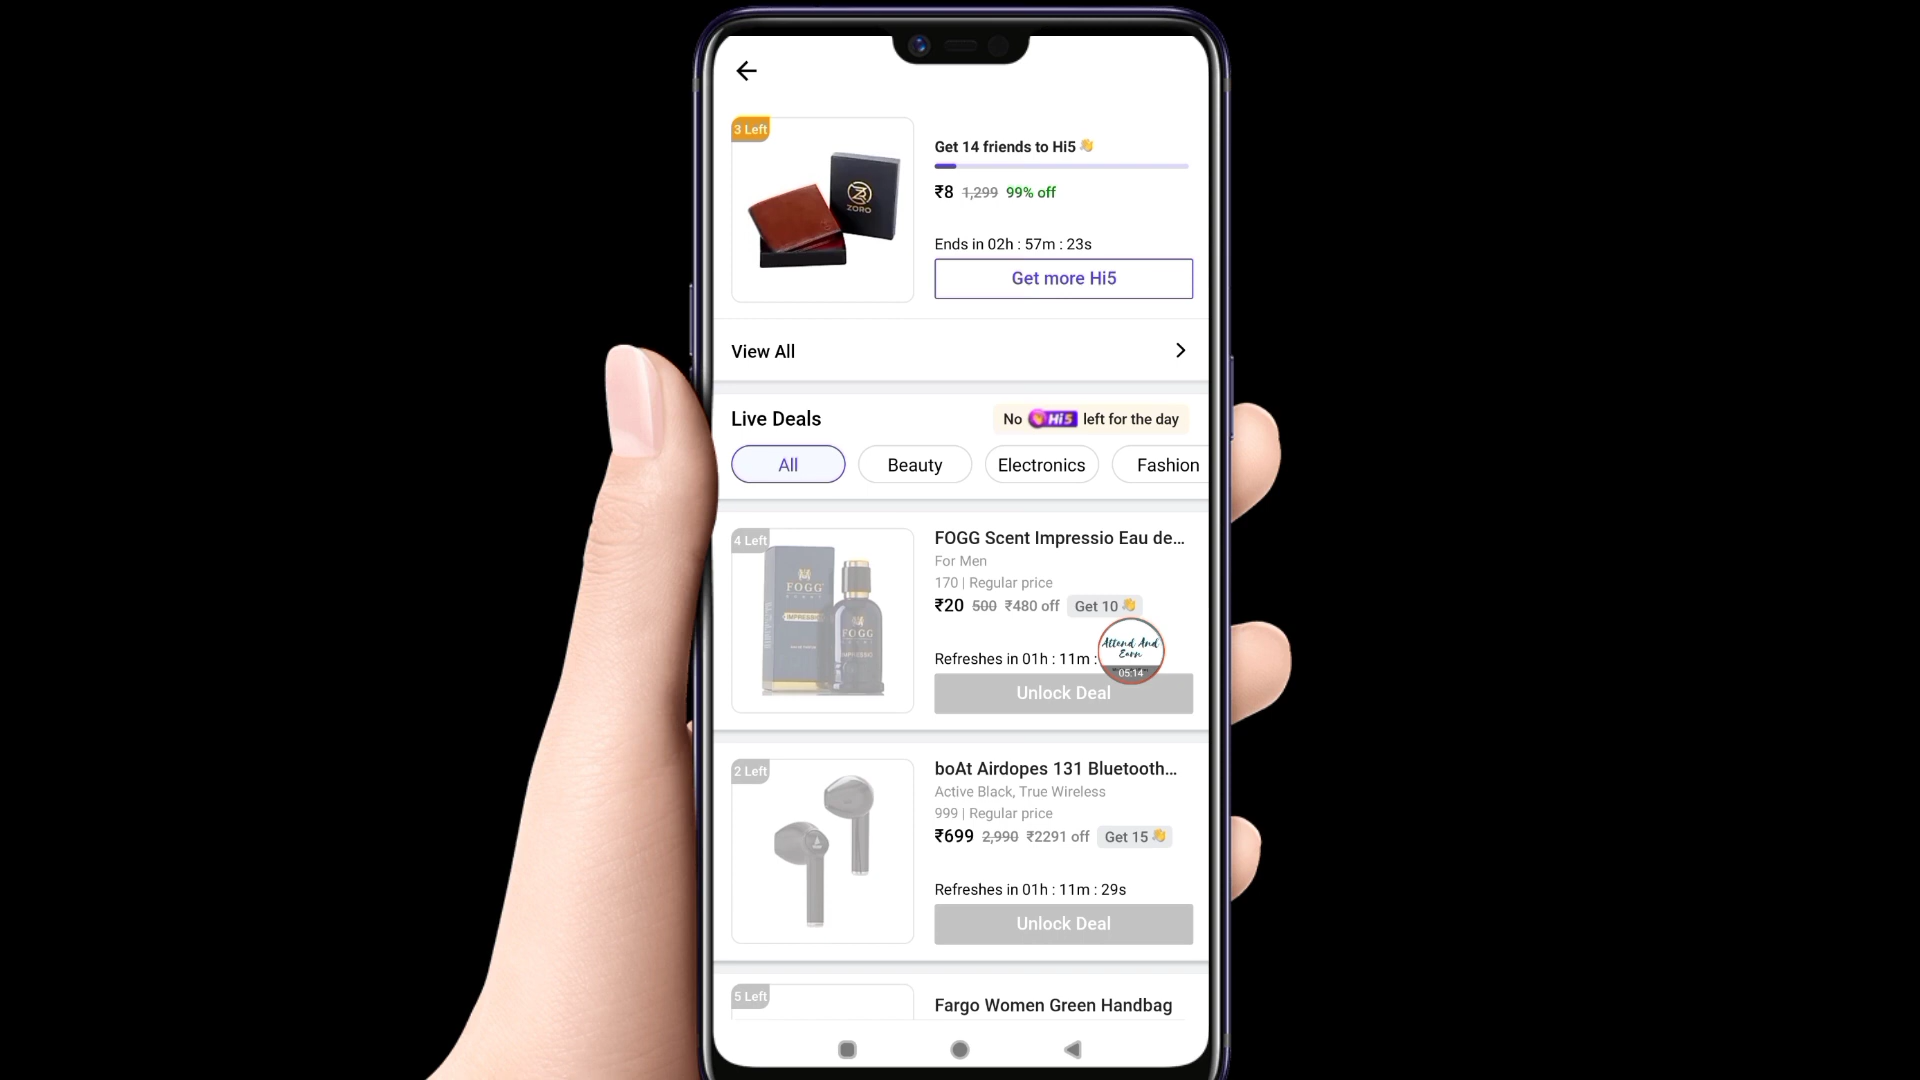 3 Left
ZORO
Get 14 friends to Hi5 👋
₹8 1,299 99% off
Ends in 02h : 57m : 23s
Get more Hi5
View All
Live Deals
No Hi5 left for the day
All
Beauty
Electronics
Fashion
4 Left
FOGG
IMPRESSIO
FOGG
IMPRESSIO
FOGG Scent Impressio Eau de...
For Men
170 | Regular price
₹20 500 ₹480 off Get 10 👋
Refreshes in 01h : 11m :
Attend And
Earn
05:14
Unlock Deal
2 Left
boAt Airdopes 131 Bluetooth...
Active Black, True Wireless
999 | Regular price
₹699 2,990 ₹2291 off Get 15 👋
Refreshes in 01h : 11m : 29s
Unlock Deal
5 Left
Fargo Women Green Handbag